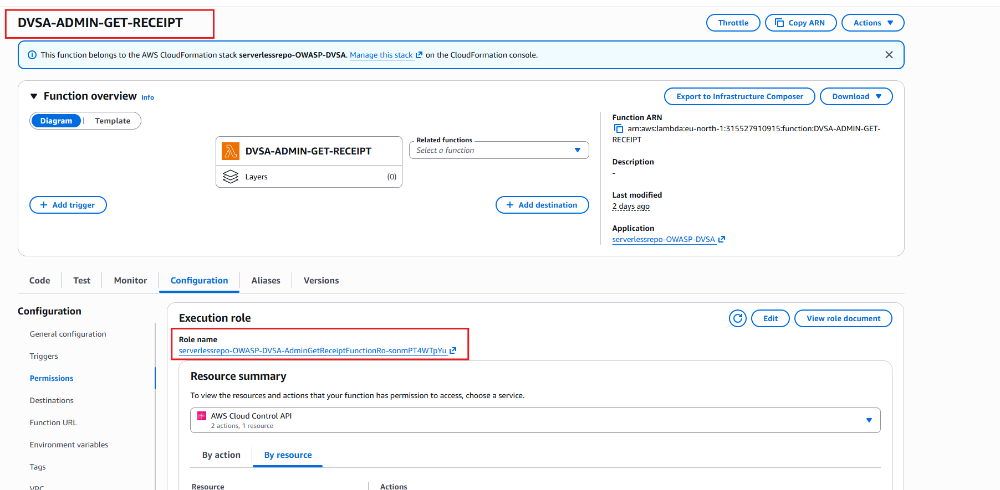 DVSA-ADMIN-GET-RECEIPT
Throttle
Copy ARN
Actions
This function belongs to the AWS CloudFormation stack serverlessrepo-OWASP-DVSA. Manage this stack on the CloudFormation console.
Function overview Info
Export to Infrastructure Composer
Download
Diagram
Template
DVSA-ADMIN-GET-RECEIPT
Layers
(0)
Related functions
Select a function
Add trigger
Add destination
Function ARN
arn:aws:lambda:eu-north-1:315527910915:function:DVSA-ADMIN-GET-
RECEIPT
Description
-
Last modified
2 days ago
Application
serverlessrepo-OWASP-DVSA
Code
Test
Monitor
Configuration
Aliases
Versions
Configuration
General configuration
Triggers
Permissions
Destinations
Function URL
Environment variables
Tags
VPC
Execution role
Edit
View role document
Role name
serverlessrepo-OWASP-DVSA-AdminGetReceiptFunctionRo-sonmPT4WTpYu
Resource summary
To view the resources and actions that your function has permission to access, choose a service.
AWS Cloud Control API
2 actions, 1 resource
By action
By resource
Resource
Actions